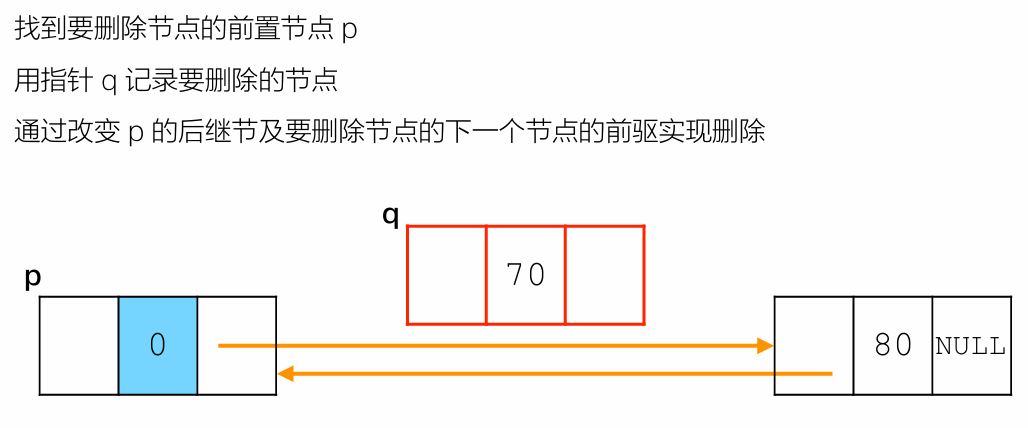 找到要删除节点的前置节点 p
用指针 q 记录要删除的节点
通过改变 p 的后继节及要删除节点的下一个节点的前驱实现删除
q
70
p
0
80
NULL